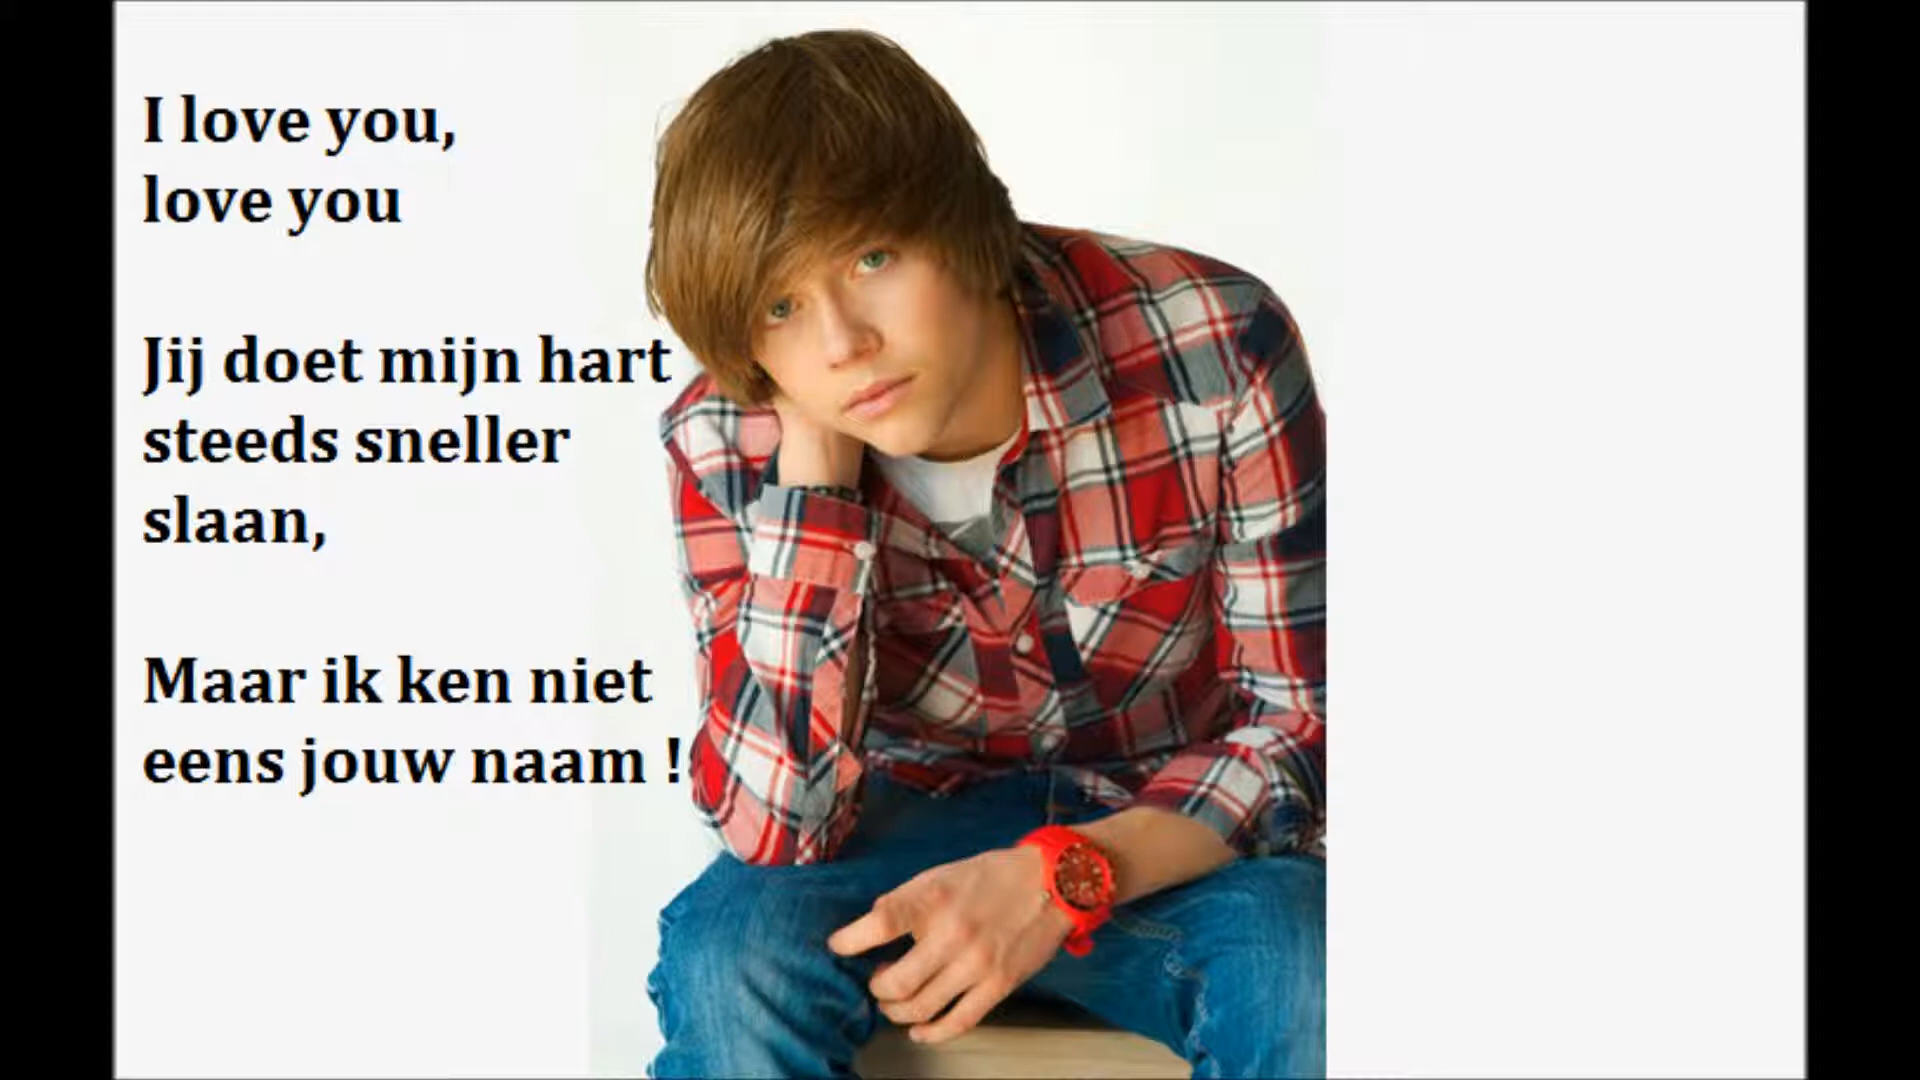 I love you,
love you
Jij doet mijn hart
steeds sneller
slaan,
Maar ik ken niet
eens jouw naam !